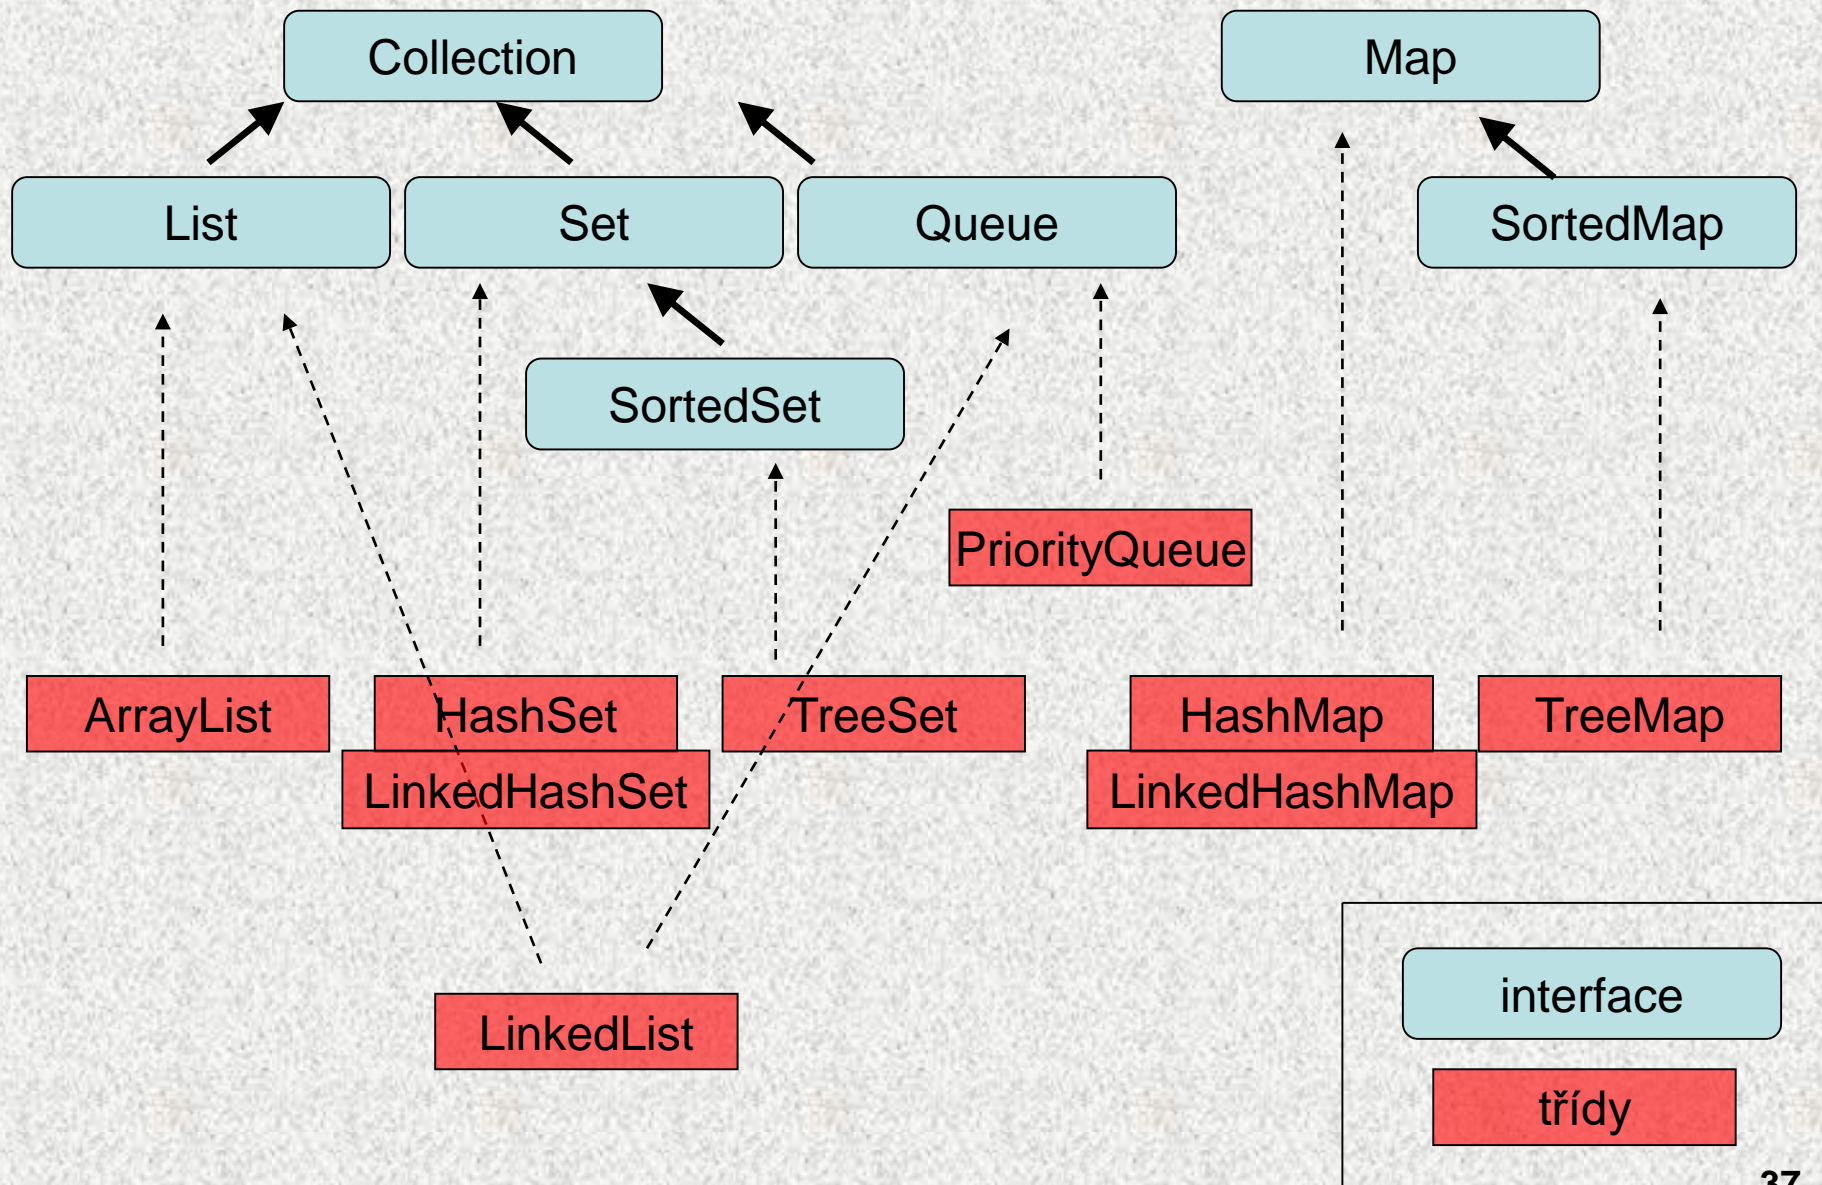 Collection
Map
List
Set
Queue
SortedMap
SortedSet
PriorityQueue
ArrayList
HashSet
TreeSet
HashMap
TreeMap
LinkedHashSet
LinkedHashMap
LinkedList
interface
třídy
37